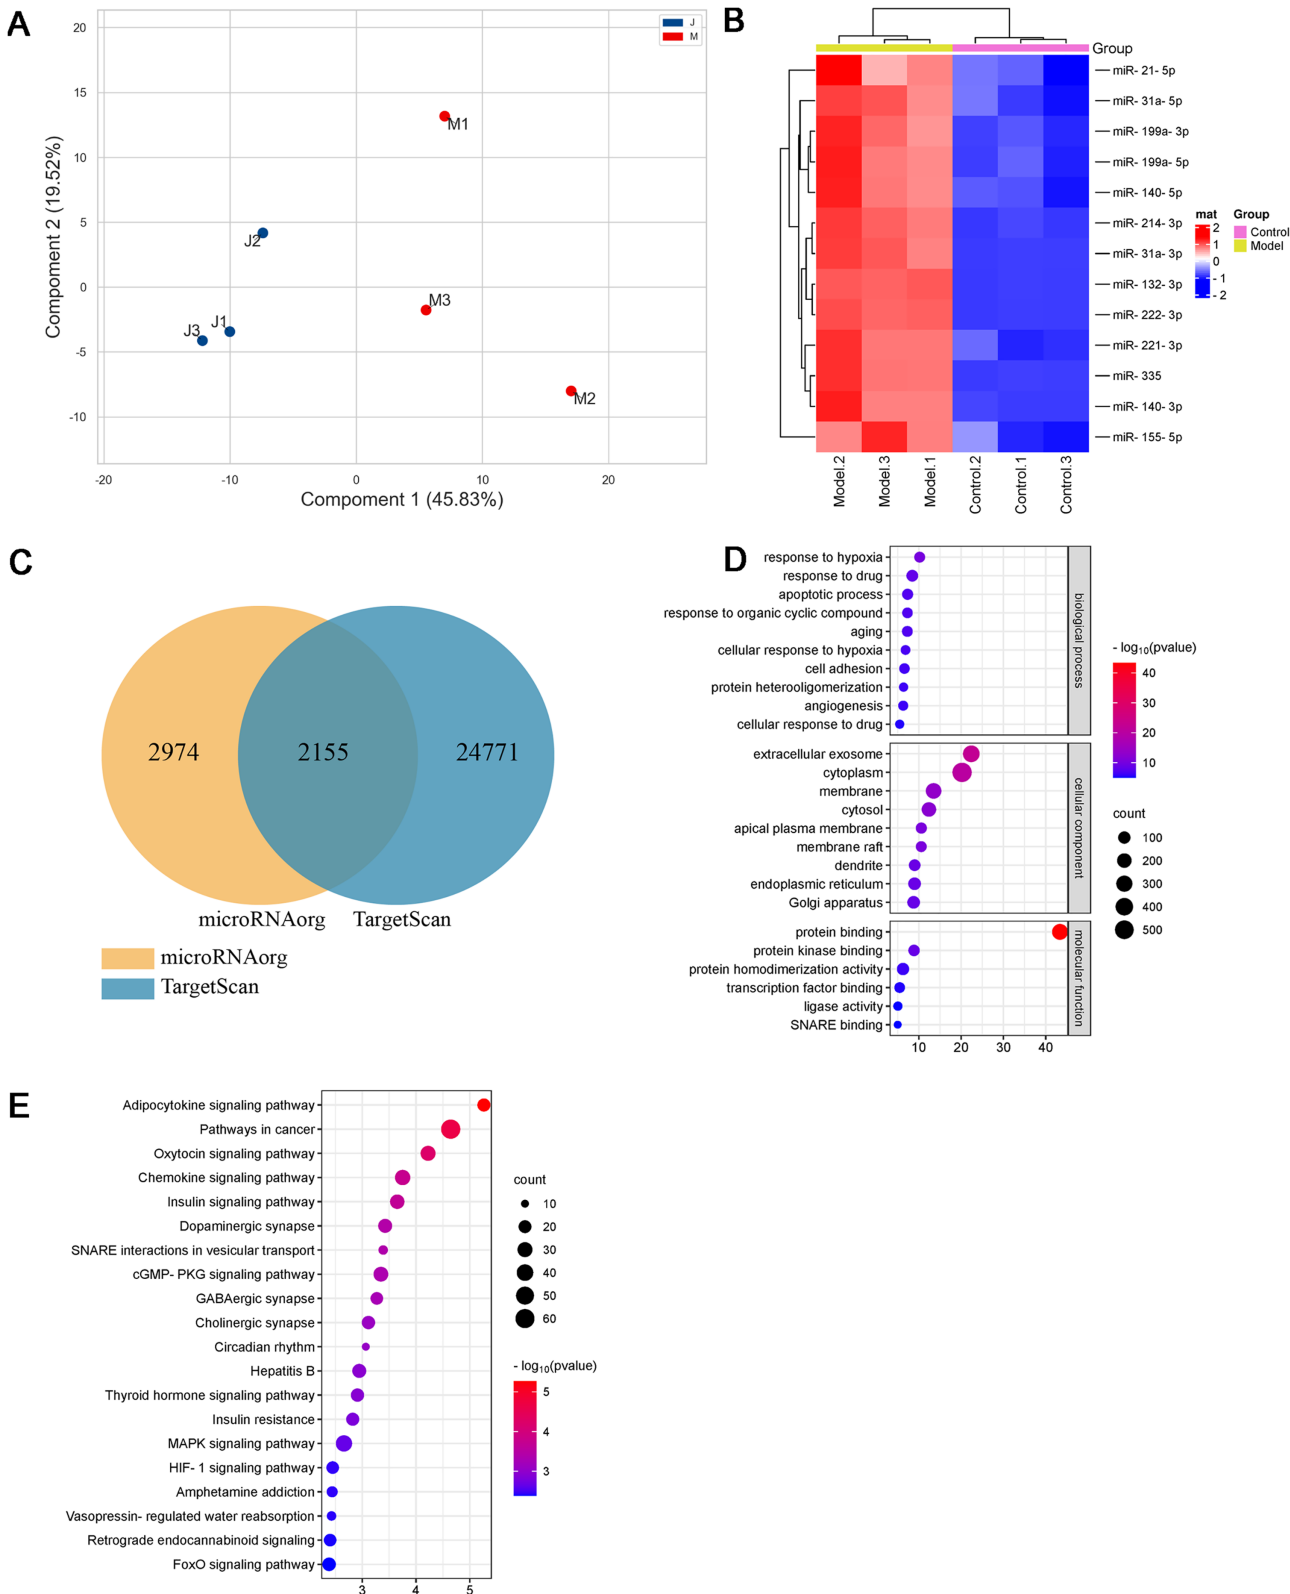 A
20
15
10
5
0
-5
-10
-20
-10
0
10
20
Compoment 1 (45.83%)
Compoment 2 (19.52%)
J
M
M1
J2
M3
J1
J3
M2
B
Group
miR- 21- 5p
miR- 31a- 5p
miR- 199a- 3p
miR- 199a- 5p
miR- 140- 5p
miR- 214- 3p
miR- 31a- 3p
miR- 132- 3p
miR- 222- 3p
miR- 221- 3p
miR- 335
miR- 140- 3p
miR- 155- 5p
Model.2
Model.3
Model.1
Control.2
Control.1
Control.3
mat
2
1
0
- 1
- 2
Group
Control
Model
C
2974
2155
24771
microRNAorg
TargetScan
microRNAorg
TargetScan
D
response to hypoxia
response to drug
apoptotic process
response to organic cyclic compound
aging
cellular response to hypoxia
cell adhesion
protein heterooligomerization
angiogenesis
cellular response to drug
biological process
extracellular exosome
cytoplasm
membrane
cytosol
apical plasma membrane
membrane raft
dendrite
endoplasmic reticulum
Golgi apparatus
cellular component
protein binding
protein kinase binding
protein homodimerization activity
transcription factor binding
ligase activity
SNARE binding
molecular function
10
20
30
40
- log10(pvalue)
40
30
20
10
count
100
200
300
400
500
E
Adipocytokine signaling pathway
Pathways in cancer
Oxytocin signaling pathway
Chemokine signaling pathway
Insulin signaling pathway
Dopaminergic synapse
SNARE interactions in vesicular transport
cGMP- PKG signaling pathway
GABAergic synapse
Cholinergic synapse
Circadian rhythm
Hepatitis B
Thyroid hormone signaling pathway
Insulin resistance
MAPK signaling pathway
HIF- 1 signaling pathway
Amphetamine addiction
Vasopressin- regulated water reabsorption
Retrograde endocannabinoid signaling
FoxO signaling pathway
3
4
5
count
10
20
30
40
50
60
- log10(pvalue)
5
4
3